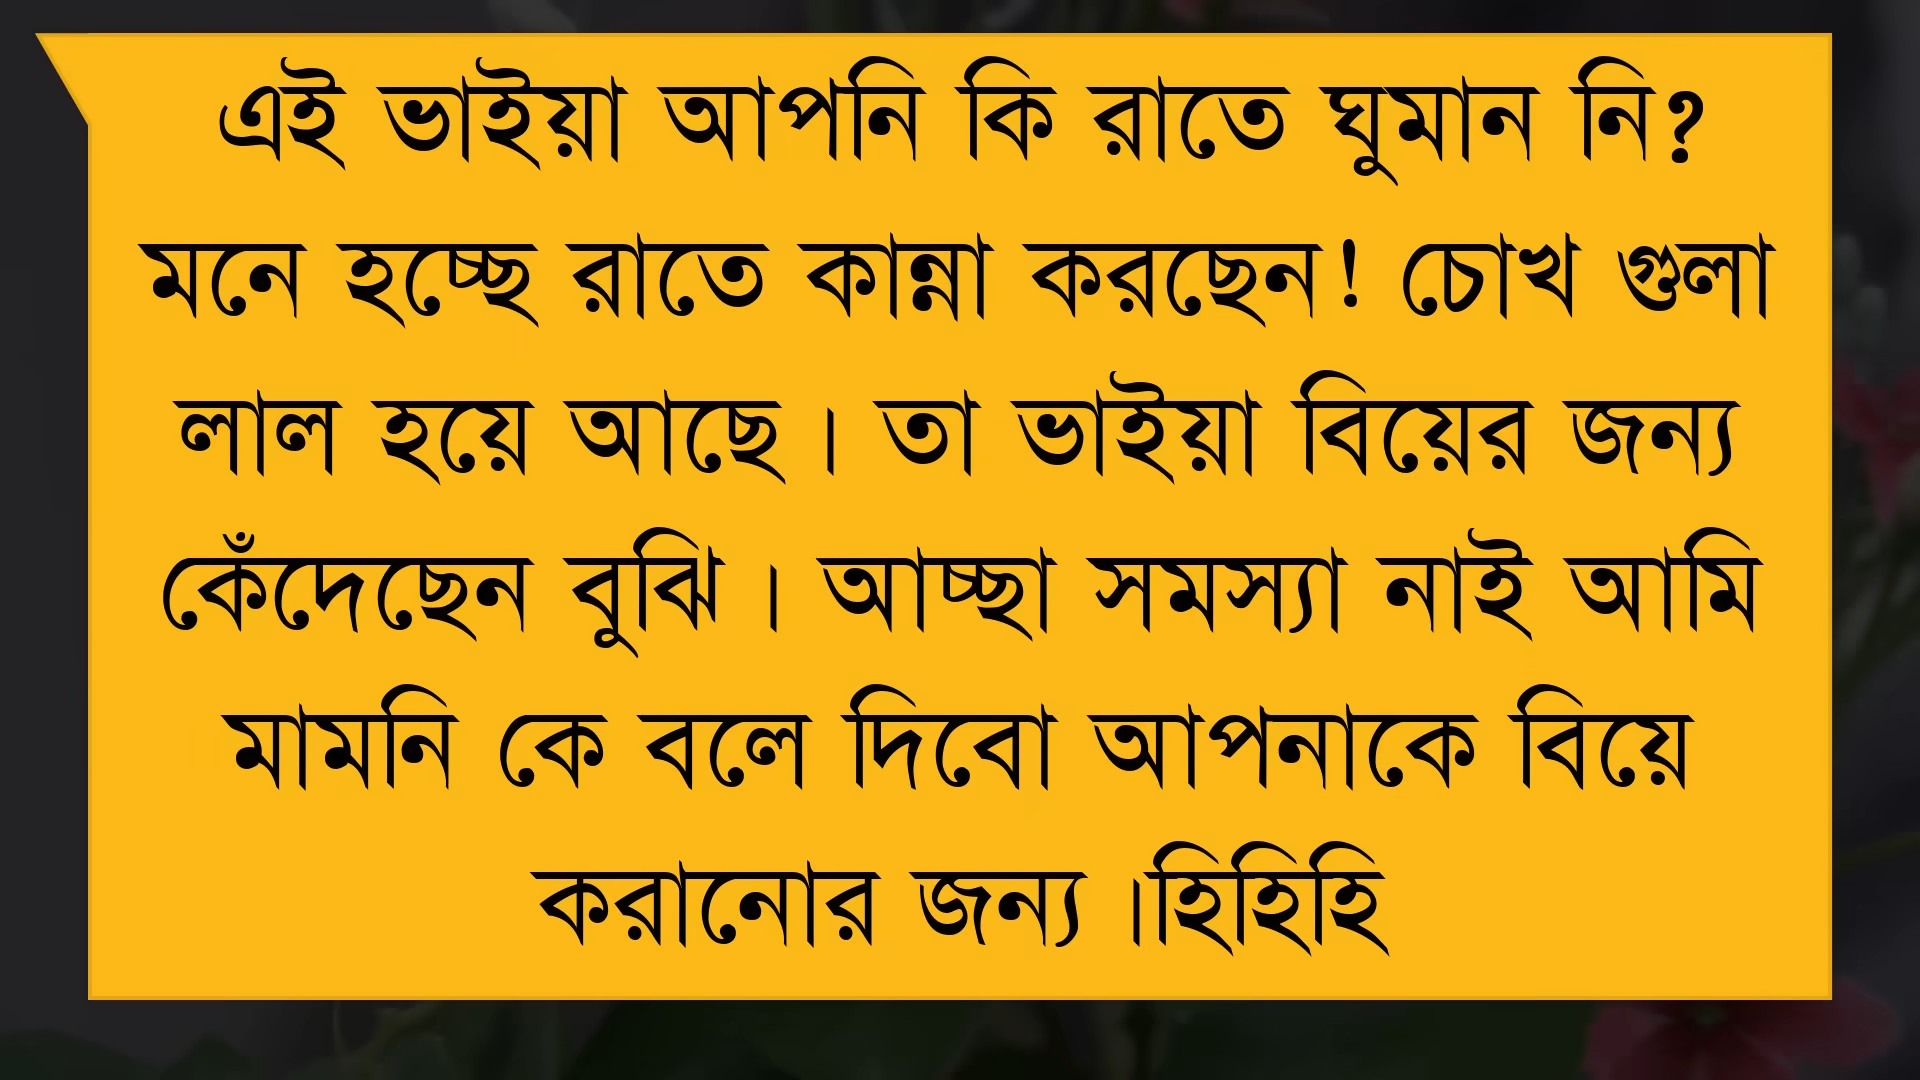 এই ভাইয়া আপনি কি রাতে ঘুমান নি?
মনে হচ্ছে রাতে কান্না করছেন! চোখ গুলা
লাল হয়ে আছে। তা ভাইয়া বিয়ের জন্য
কেঁদেছেন বুঝি। আচ্ছা সমস্যা নাই আমি
মামনি কে বলে দিবো আপনাকে বিয়ে
করানোর জন্য ।হিহিহি